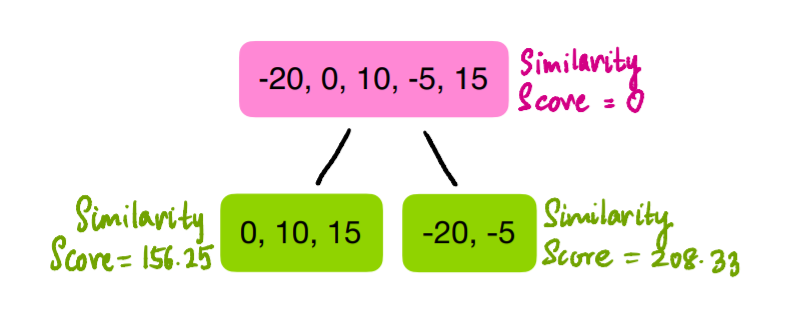 -20, 0, 10, -5, 15
Similarity
Score = 0
Similarity
Score = 156.25
0, 10, 15
-20, -5
Similarity
Score = 208.33